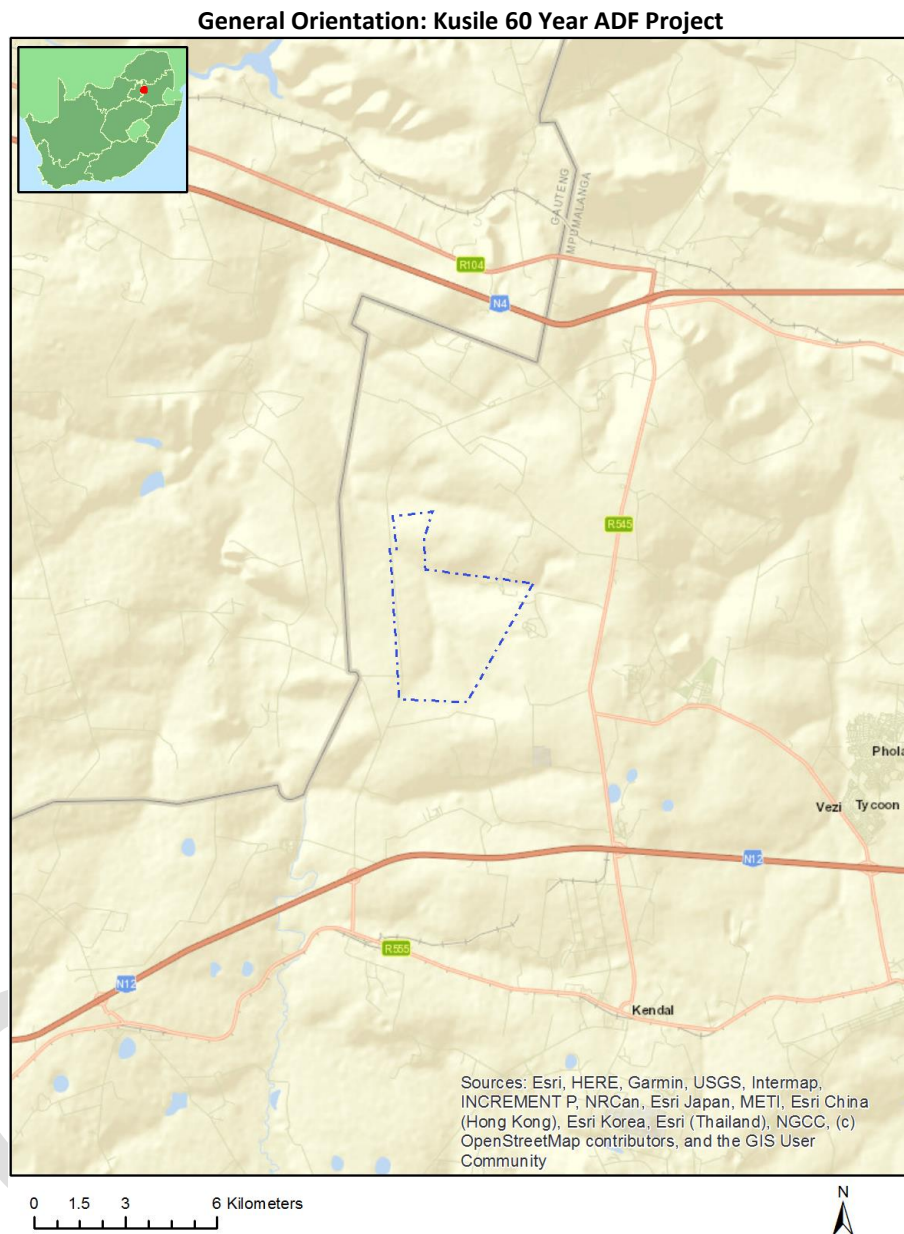 General Orientation: Kusile 60 Year ADF Project
GAUTENG
MPUMALANGA
R104
N4
R545
Phola
Vezi
Tycoon
N12
R555
N12
Kendal
Sources: Esri, HERE, Garmin, USGS, Intermap,
INCREMENT P, NRCan, Esri Japan, METI, Esri China
(Hong Kong), Esri Korea, Esri (Thailand), NGCC, (c)
OpenStreetMap contributors, and the GIS User
Community
0 1.5 3 6 Kilometers
N